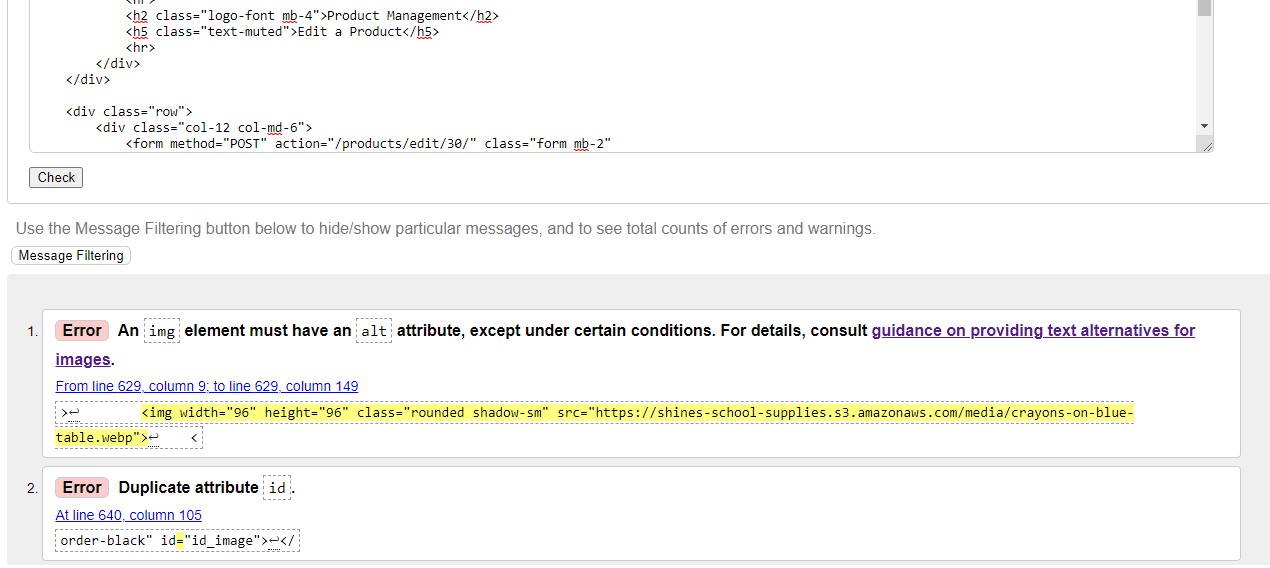 <h2 class="logo-font mb-4">Product Management</h2>
<h5 class="text-muted">Edit a Product</h5>
<hr>
</div>
</div>
<div class="row">
<div class="col-12 col-md-6">
<form method="POST" action="/products/edit/30/" class="form mb-2"
Check
Use the Message Filtering button below to hide/show particular messages, and to see total counts of errors and warnings.
Message Filtering
1. Error An img element must have an alt attribute, except under certain conditions. For details, consult guidance on providing text alternatives for
images.
From line 629, column 9; to line 629, column 149
>↩ <img width="96" height="96" class="rounded shadow-sm" src="https://shines-school-supplies.s3.amazonaws.com/media/crayons-on-blue-
table.webp">↩ <
2. Error Duplicate attribute id.
At line 640, column 105
order-black" id="id_image">↩</